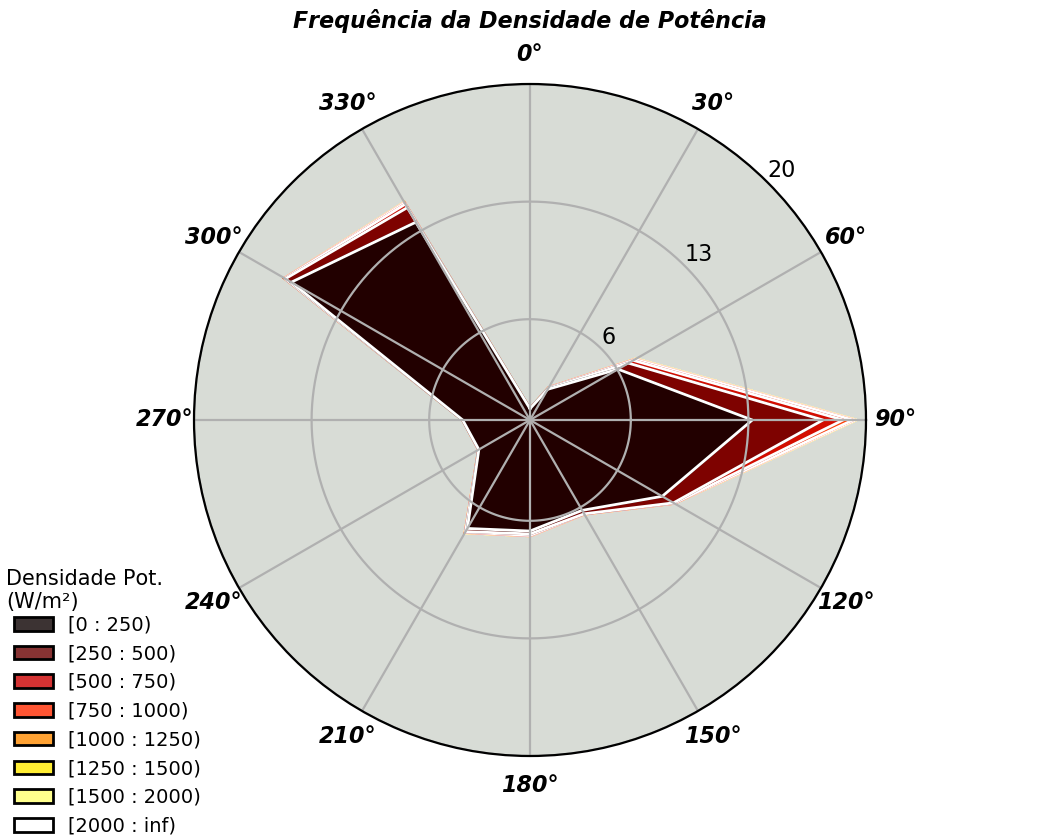 Frequência da Densidade de Potência
0°
330°
30°
20
300°
60°
13
6
270°
90°
240°
120°
210°
150°
180°
Densidade Pot.
(W/m²)
[0 : 250)
[250 : 500)
[500 : 750)
[750 : 1000)
[1000 : 1250)
[1250 : 1500)
[1500 : 2000)
[2000 : inf)